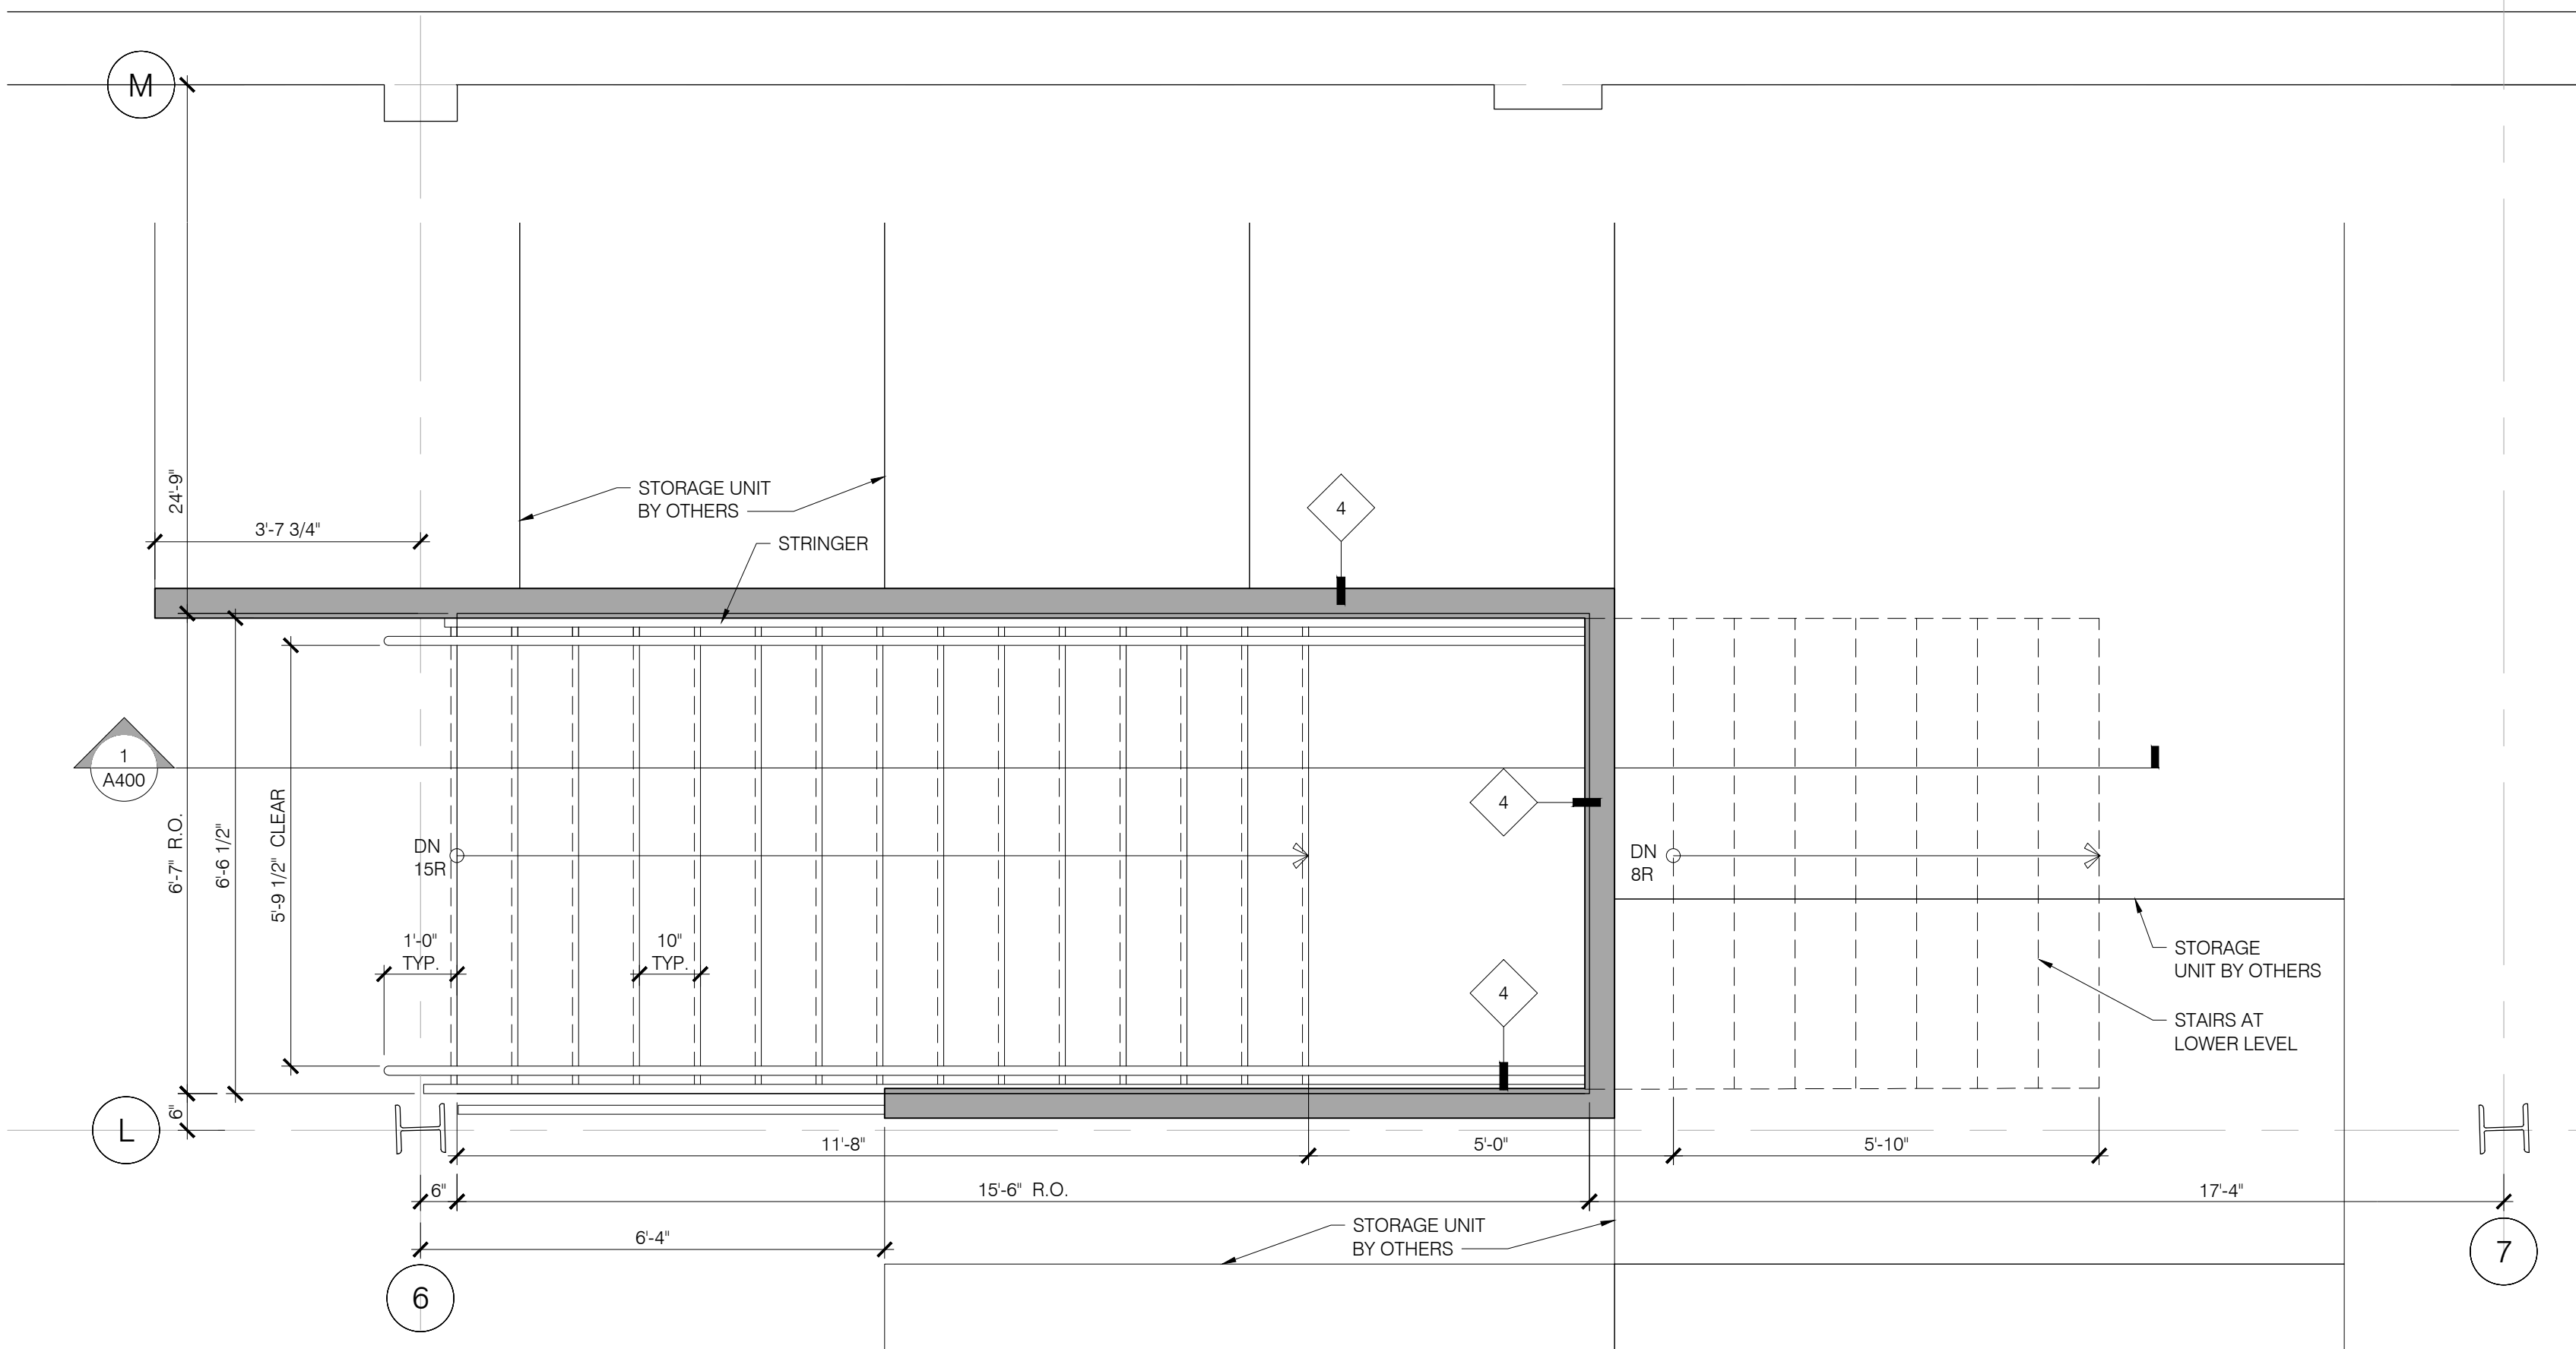 M
24'-9"
STORAGE UNIT
BY OTHERS
4
3'-7 3/4"
STRINGER
1
A400
6'-7" R.O.
6'-6 1/2"
5'-9 1/2" CLEAR
DN
15R
4
DN
8R
1'-0"
TYP.
10"
TYP.
4
STORAGE
UNIT BY OTHERS
STAIRS AT
LOWER LEVEL
6"
L
11'-8"
5'-0"
5'-10"
6"
15'-6" R.O.
17'-4"
6'-4"
STORAGE UNIT
BY OTHERS
6
7